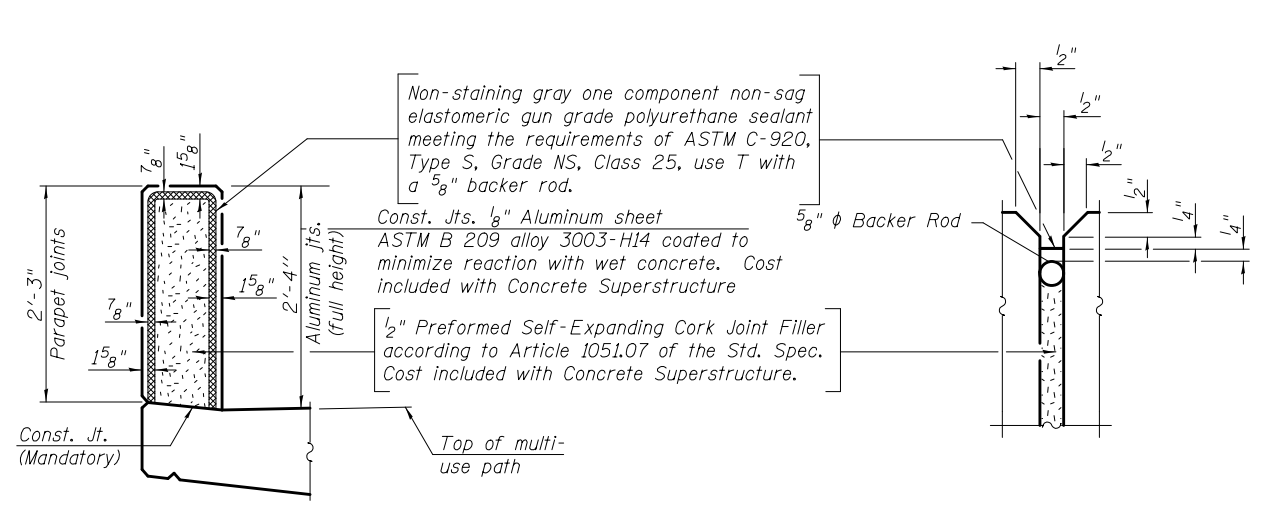 Non-staining gray one component non-sag
elastomeric gun grade polyurethane sealant
meeting the requirements of ASTM C-920,
Type S, Grade NS, Class 25, use T with
a 5/8" backer rod.
Const. Jts. 1/8" Aluminum sheet
ASTM B 209 alloy 3003-H14 coated to
minimize reaction with wet concrete. Cost
included with Concrete Superstructure
1/2" Preformed Self-Expanding Cork Joint Filler
according to Article 1051.07 of the Std. Spec.
Cost included with Concrete Superstructure.
7/8"
1 5/8"
7/8"
1 5/8"
7/8"
1 5/8"
2'-3"
Parapet joints
2'-4"
Aluminum jts.
(full height)
Const. Jt.
(Mandatory)
Top of multi-
use path
5/8" ϕ Backer Rod
1/2"
1/2"
1/2"
1/2"
1/4"
1/4"